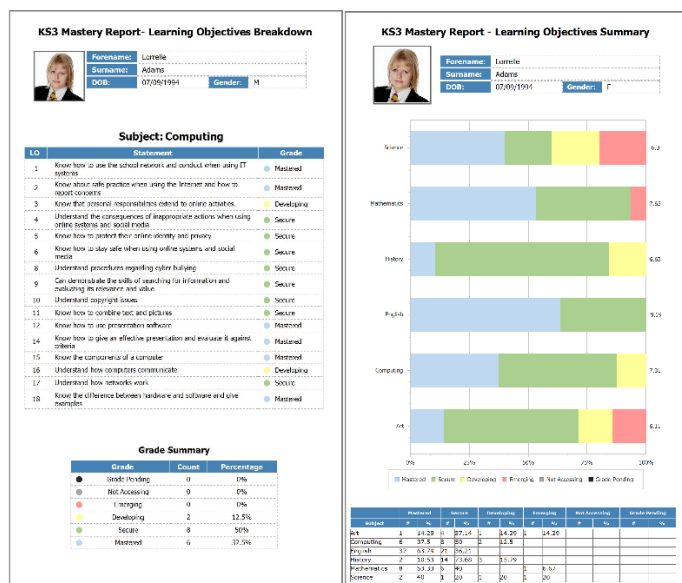 KS3 Mastery Report- Learning Objectives Breakdown
Forename: Lorrelle
Surname: Adams
DOB: 07/09/1994 Gender: M
Subject: Computing
LO Statement Grade
1 Know how to use the school network and conduct when using IT systems Mastered
2 Know about safe practice when using the Internet and how to report concerns Mastered
3 Know that personal responsibilities extend to online activities. Developing
4 Understand the consequences of inappropriate actions when using online systems and social media Secure
5 Know how to protect their online identity and privacy Secure
6 Know how to stay safe when using online systems and social media Secure
8 Understand procedures regarding cyber bullying Secure
9 Can demonstrate the skills of searching for information and evaluating its relevance and value Secure
10 Understand copyright issues Secure
11 Know how to combine text and pictures Secure
12 Know how to use presentation software Mastered
14 Know how to give an effective presentation and evaluate it against criteria Mastered
15 Know the components of a computer Mastered
16 Understand how computers communicate Developing
17 Understand how networks work Secure
18 Know the difference between hardware and software and give examples Mastered
Grade Summary
Grade Count Percentage
Grade Pending 0 0%
Not Accessing 0 0%
Emerging 0 0%
Developing 2 12.5%
Secure 8 50%
Mastered 6 37.5%
KS3 Mastery Report- Learning Objectives Summary
Forename: Lorrelle
Surname: Adams
DOB: 07/09/1994 Gender: F
Science 6.3
Mathematics 7.53
History
English
Computing
Art
0% 25% 75% 100%
Mastered Secure Developing Emerging Not Accessing Grade Pending
Mastered Secure Developing Emerging Not Accessing Grade Pending
Subject # % # % # % # % # % # %
Art 1 14.29 4 57.14 1 14.29 1 14.29
Computing 6 37.5 8 50 2 12.5
English 37 63.79 21 36.21
History 2 10.53 14 73.68 3 15.79
Mathematics 8 53.33 6 40 1 6.67
Science 2 40 1 20 1 20 1 20